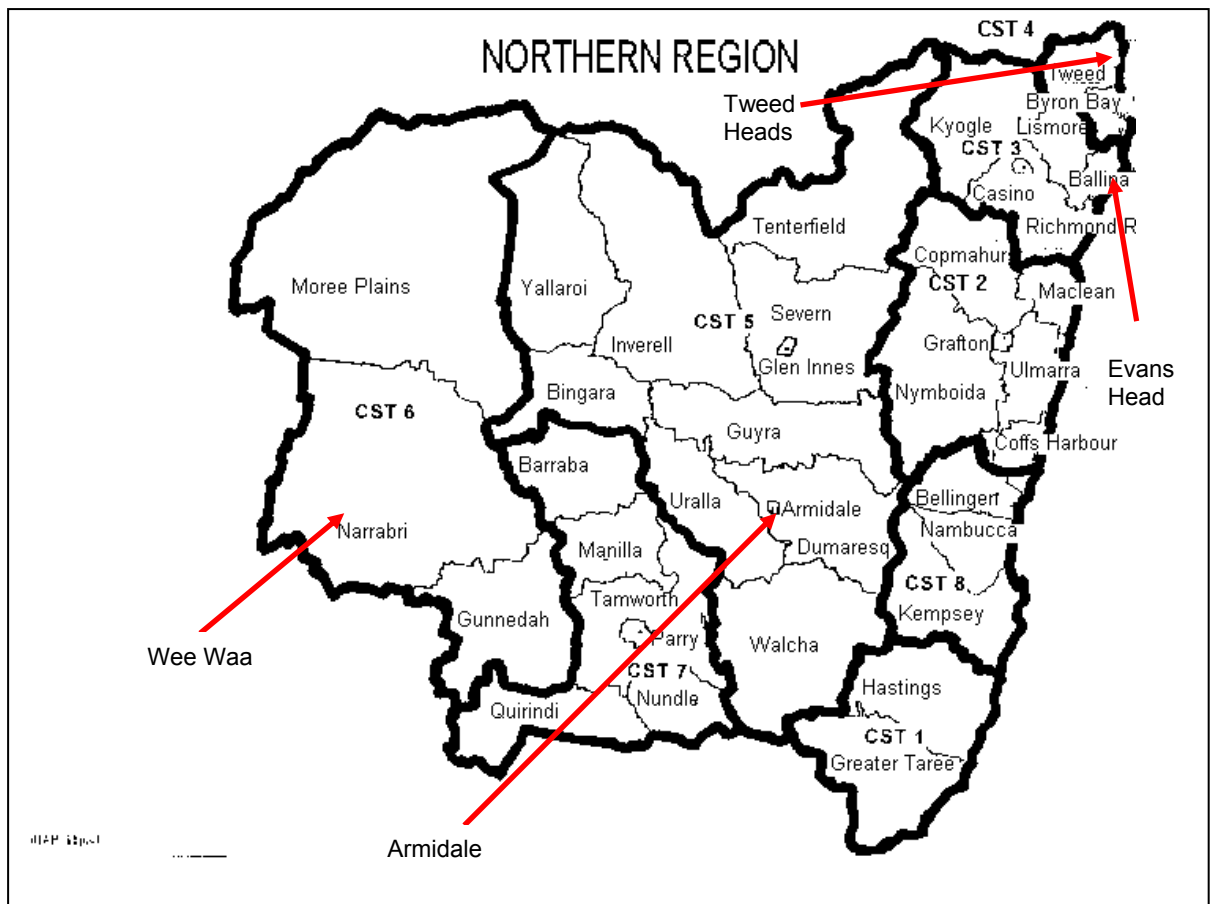 CST 4
NORTHERN REGION
Tweed
Tweed
Heads
Byron Bay
Kyogle
Lismore
CST 3
Ballina
Casino
Tenterfield
Richmond R
Copmahurs
Moree Plains
Yallaroi
CST 2
Maclean
Severn
CST 5
Inverell
Grafton
Glen Innes
Ulmarra
Evans
Head
Bingara
Nymboida
CST 6
Guyra
Coffs Harbour
Barraba
Uralla
Bellingert
Armidale
Narrabri
Nambucca
Manilla
Dumaresq
CST 8
Tamworth
Gunnedah
Kempsey
Parry
Walcha
Wee Waa
CST 7
Hastings
Nundle
Quirindi
CST 1
Greater Taree
Armidale